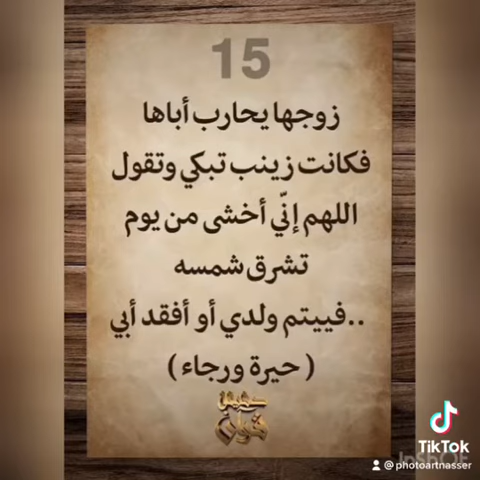 15
زوجها يحارب أباها
فكانت زينب تبكي وتقول
اللهم إنّي أخشى من يوم
تشرق شمسه
..فييتم ولدي أو أفقد أبي
( حيرة ورجاء )
TikTok
@photoartnasser